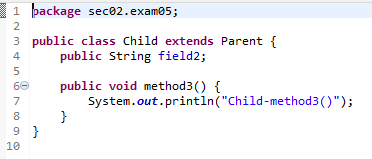 1 package sec02.exam05;
2
3 public class Child extends Parent {
4     public String field2;
5
6     public void method3() {
7         System.out.println("Child-method3()");
8     }
9 }
10